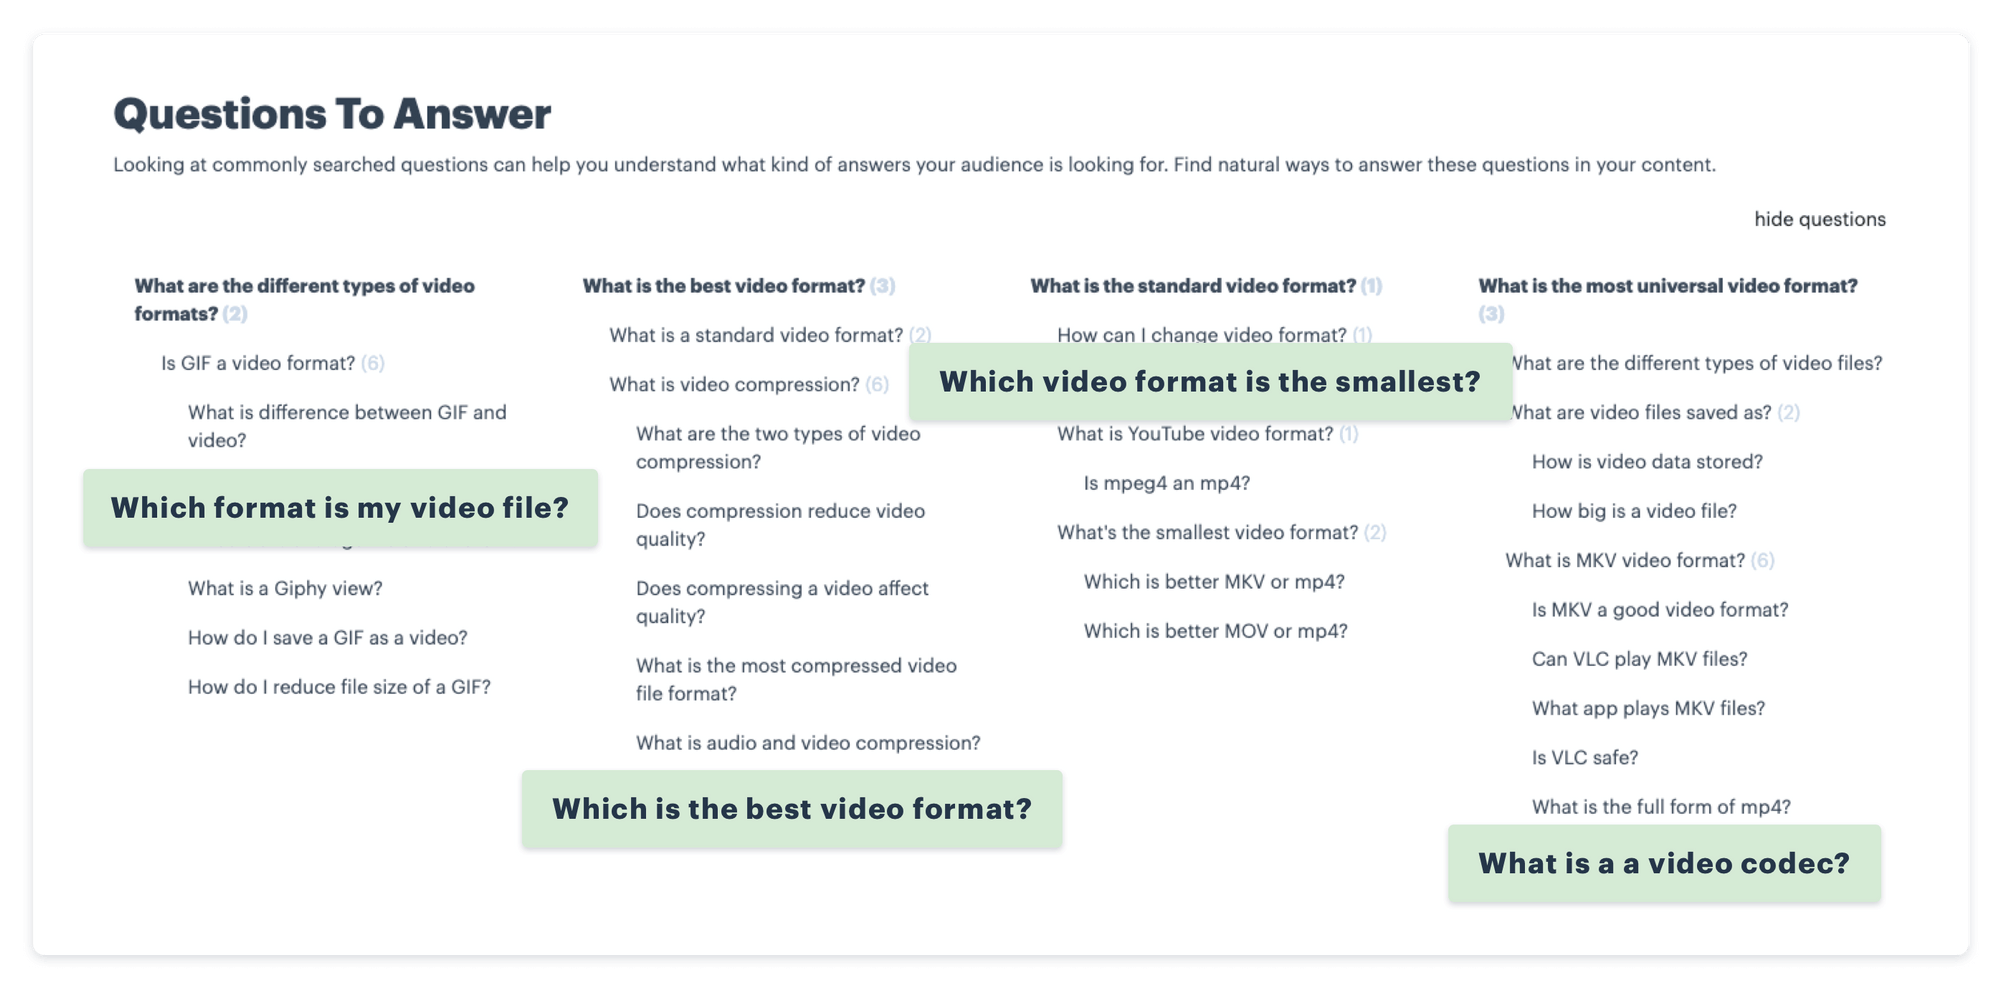 Questions To Answer
Looking at commonly searched questions can help you understand what kind of answers your audience is looking for. Find natural ways to answer these questions in your content.
hide questions
What are the different types of video
formats? (2)
Is GIF a video format? (6)
What is difference between GIF and
video?
Which format is my video file?
What is a Giphy view?
How do I save a GIF as a video?
How do I reduce file size of a GIF?
What is the best video format? (3)
What is a standard video format? (2)
What is video compression? (6)
What are the two types of video
compression?
Does compression reduce video
quality?
Does compressing a video affect
quality?
What is the most compressed video
file format?
What is audio and video compression?
Which is the best video format?
What is the standard video format? (1)
How can I change video format? (1)
Which video format is the smallest?
What is YouTube video format? (1)
Is mpeg4 an mp4?
What's the smallest video format? (2)
Which is better MKV or mp4?
Which is better MOV or mp4?
What is the most universal video format?
(3)
What are the different types of video files?
What are video files saved as? (2)
How is video data stored?
How big is a video file?
What is MKV video format? (6)
Is MKV a good video format?
Can VLC play MKV files?
What app plays MKV files?
Is VLC safe?
What is the full form of mp4?
What is a a video codec?